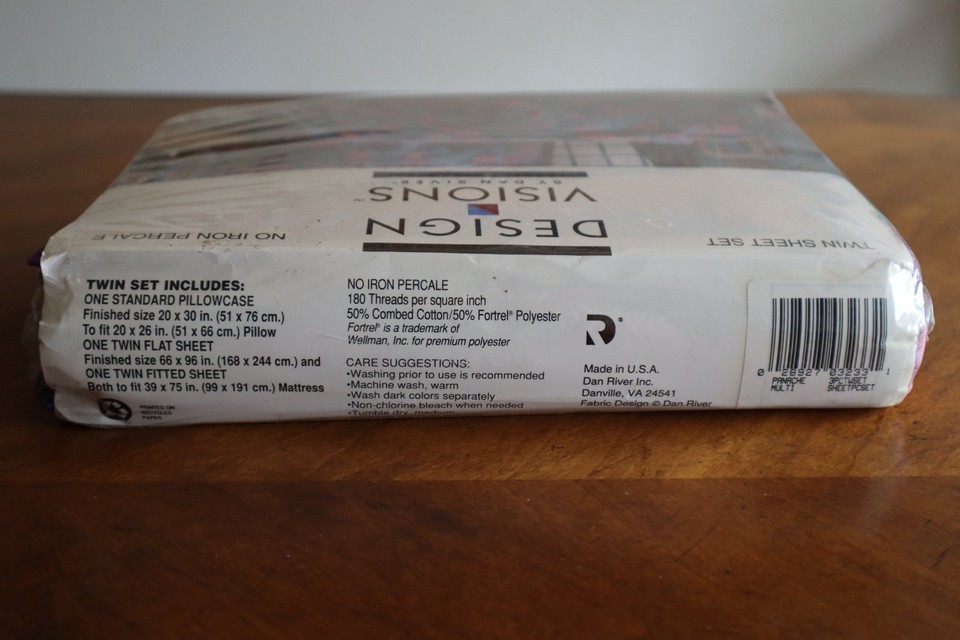 BY DAN RIVER
VISIONS™
DESIGN
NO IRON PERCALE
TWIN SHEET SET
TWIN SET INCLUDES:
ONE STANDARD PILLOWCASE
Finished size 20 x 30 in. (51 x 76 cm.)
To fit 20 x 26 in. (51 x 66 cm.) Pillow
ONE TWIN FLAT SHEET
Finished size 66 x 96 in. (168 x 244 cm.) and
ONE TWIN FITTED SHEET
Both to fit 39 x 75 in. (99 x 191 cm.) Mattress
PRINTED ON
RECYCLED
PAPER
NO IRON PERCALE
180 Threads per square inch
50% Combed Cotton/50% Fortrel® Polyester
Fortrel® is a trademark of
Wellman, Inc. for premium polyester
CARE SUGGESTIONS:
•Washing prior to use is recommended
•Machine wash, warm
•Wash dark colors separately
•Non-chlorine bleach when needed
•Tumble dry, medium
R®
Made in U.S.A.
Dan River Inc.
Danville, VA 24541
Fabric Design © Dan River
0 28927 03233 1
PANACHE 3PCTWSET
MULTI SHEETPCSET